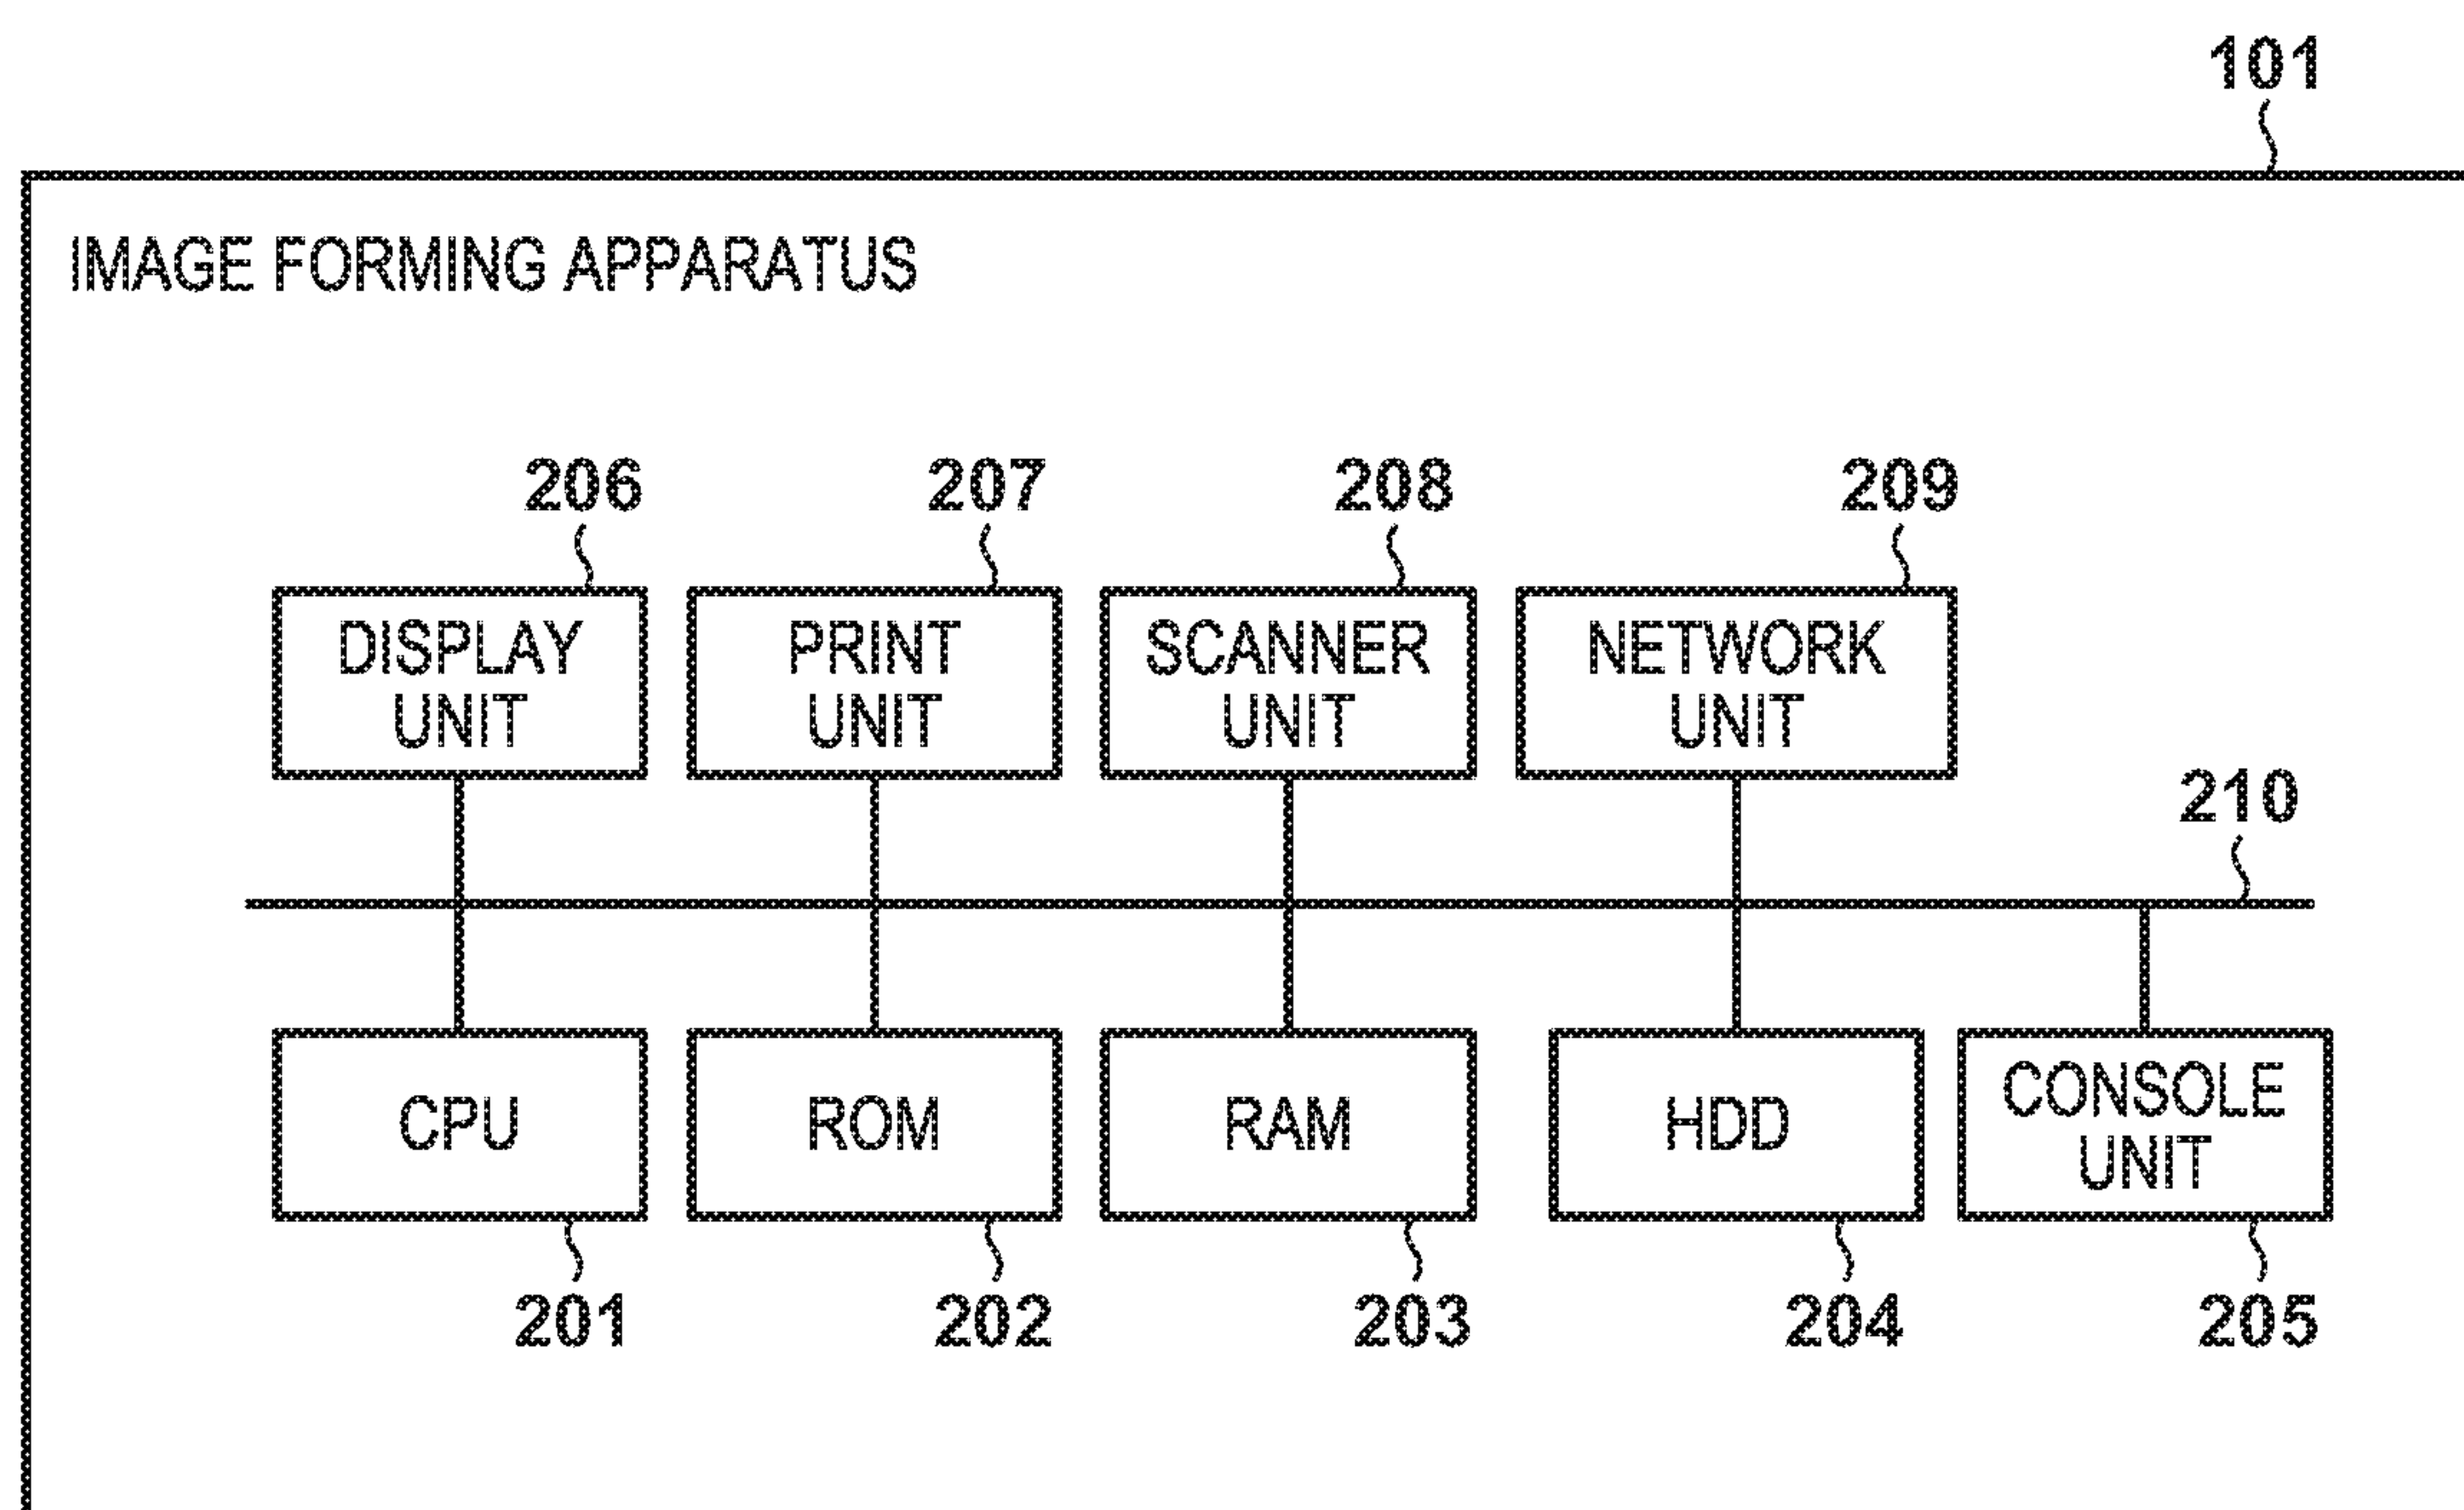 101
IMAGE FORMING APPARATUS
206 207 208 209
DISPLAY UNIT
PRINT UNIT
SCANNER UNIT
NETWORK UNIT
210
CPU
ROM
RAM
HDD
CONSOLE UNIT
201 202 203 204 205